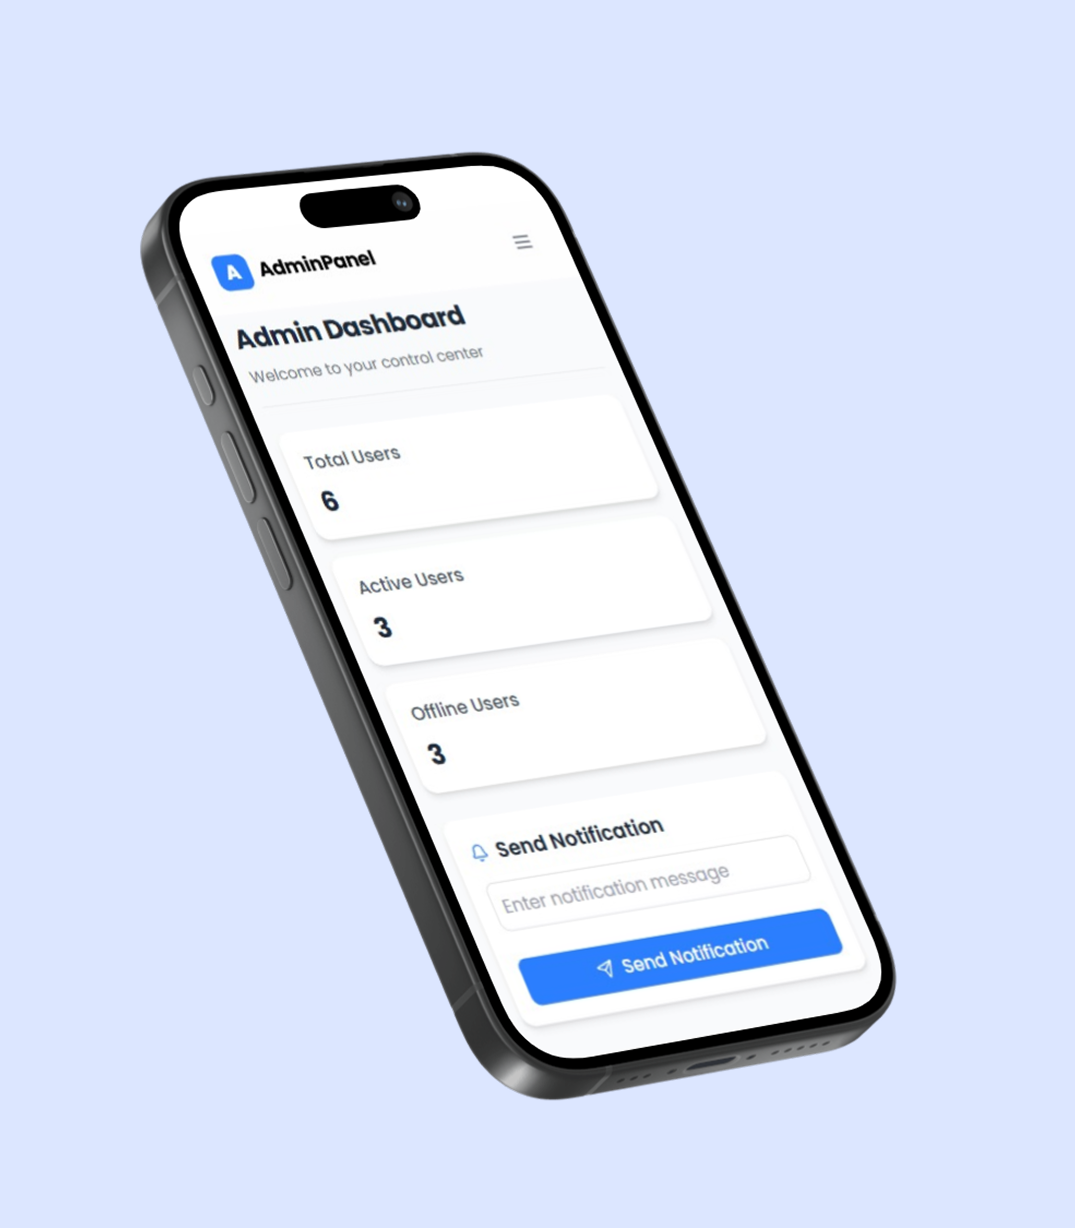 A AdminPanel
Admin Dashboard
Welcome to your control center
Total Users
6
Active Users
3
Offline Users
3
Send Notification
Enter notification message
Send Notification